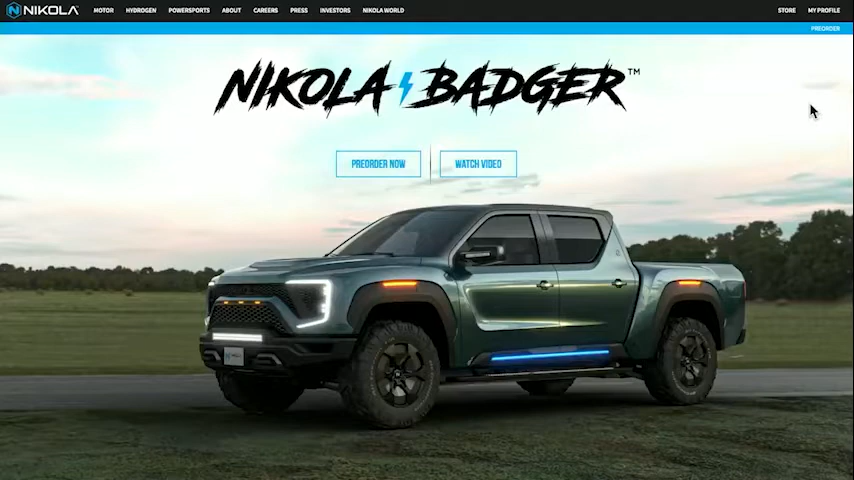 NIKOLA
MOTOR HYDROGEN POWERSPORTS ABOUT CAREERS PRESS INVESTORS NIKOLA WORLD STORE MY PROFILE
PREORDER
NIKOLA BADGER™
PREORDER NOW WATCH VIDEO